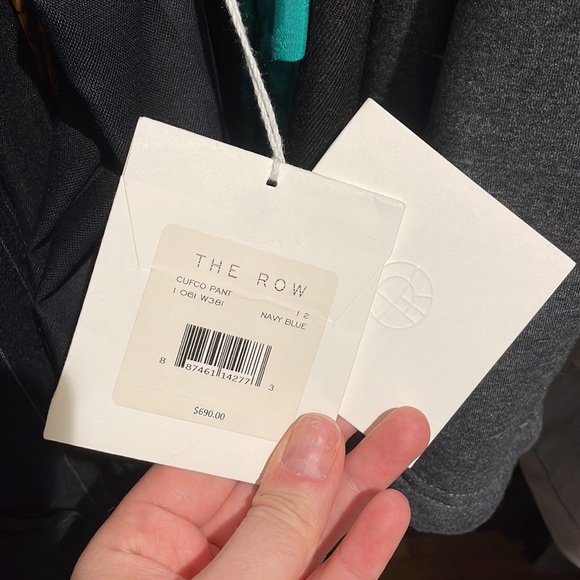 THE ROW
CUFCO PANT
1 061 W381
12
NAVY BLUE
8 87461 14277 3
$690.00